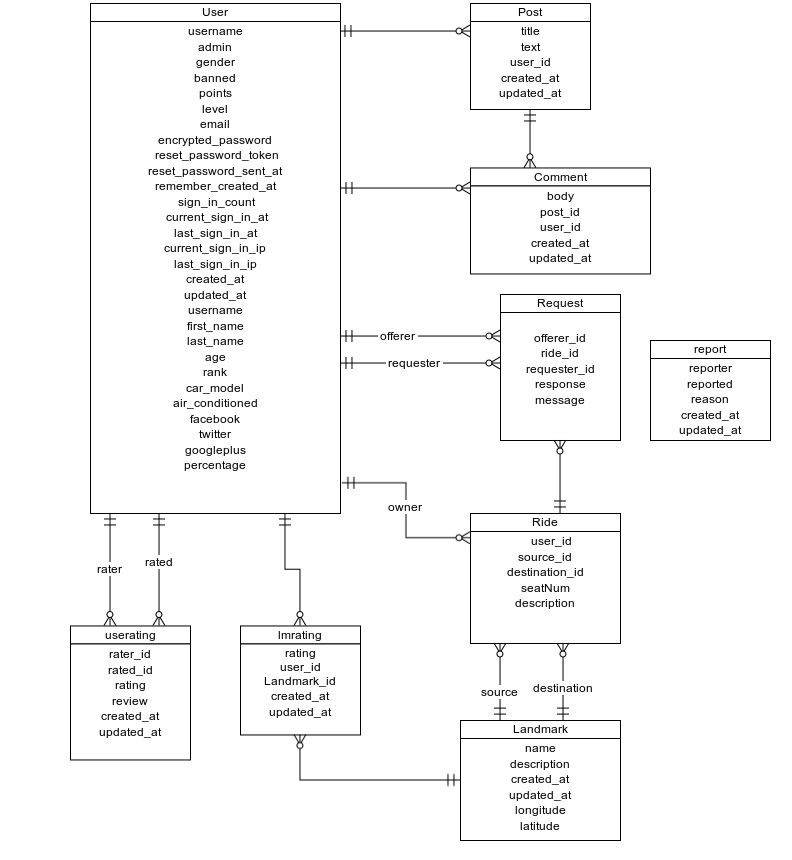 User
username
admin
gender
banned
points
level
email
encrypted_password
reset_password_token
reset_password_sent_at
remember_created_at
sign_in_count
current_sign_in_at
last_sign_in_at
current_sign_in_ip
last_sign_in_ip
created_at
updated_at
username
first_name
last_name
age
rank
car_model
air_conditioned
facebook
twitter
googleplus
percentage
Post
title
text
user_id
created_at
updated_at
Comment
body
post_id
user_id
created_at
updated_at
offerer
requester
Request
offerer_id
ride_id
requester_id
response
message
report
reporter
reported
reason
created_at
updated_at
owner
Ride
user_id
source_id
destination_id
seatNum
description
rater
rated
userating
rater_id
rated_id
rating
review
created_at
updated_at
lmrating
rating
user_id
Landmark_id
created_at
updated_at
source
destination
Landmark
name
description
created_at
updated_at
longitude
latitude